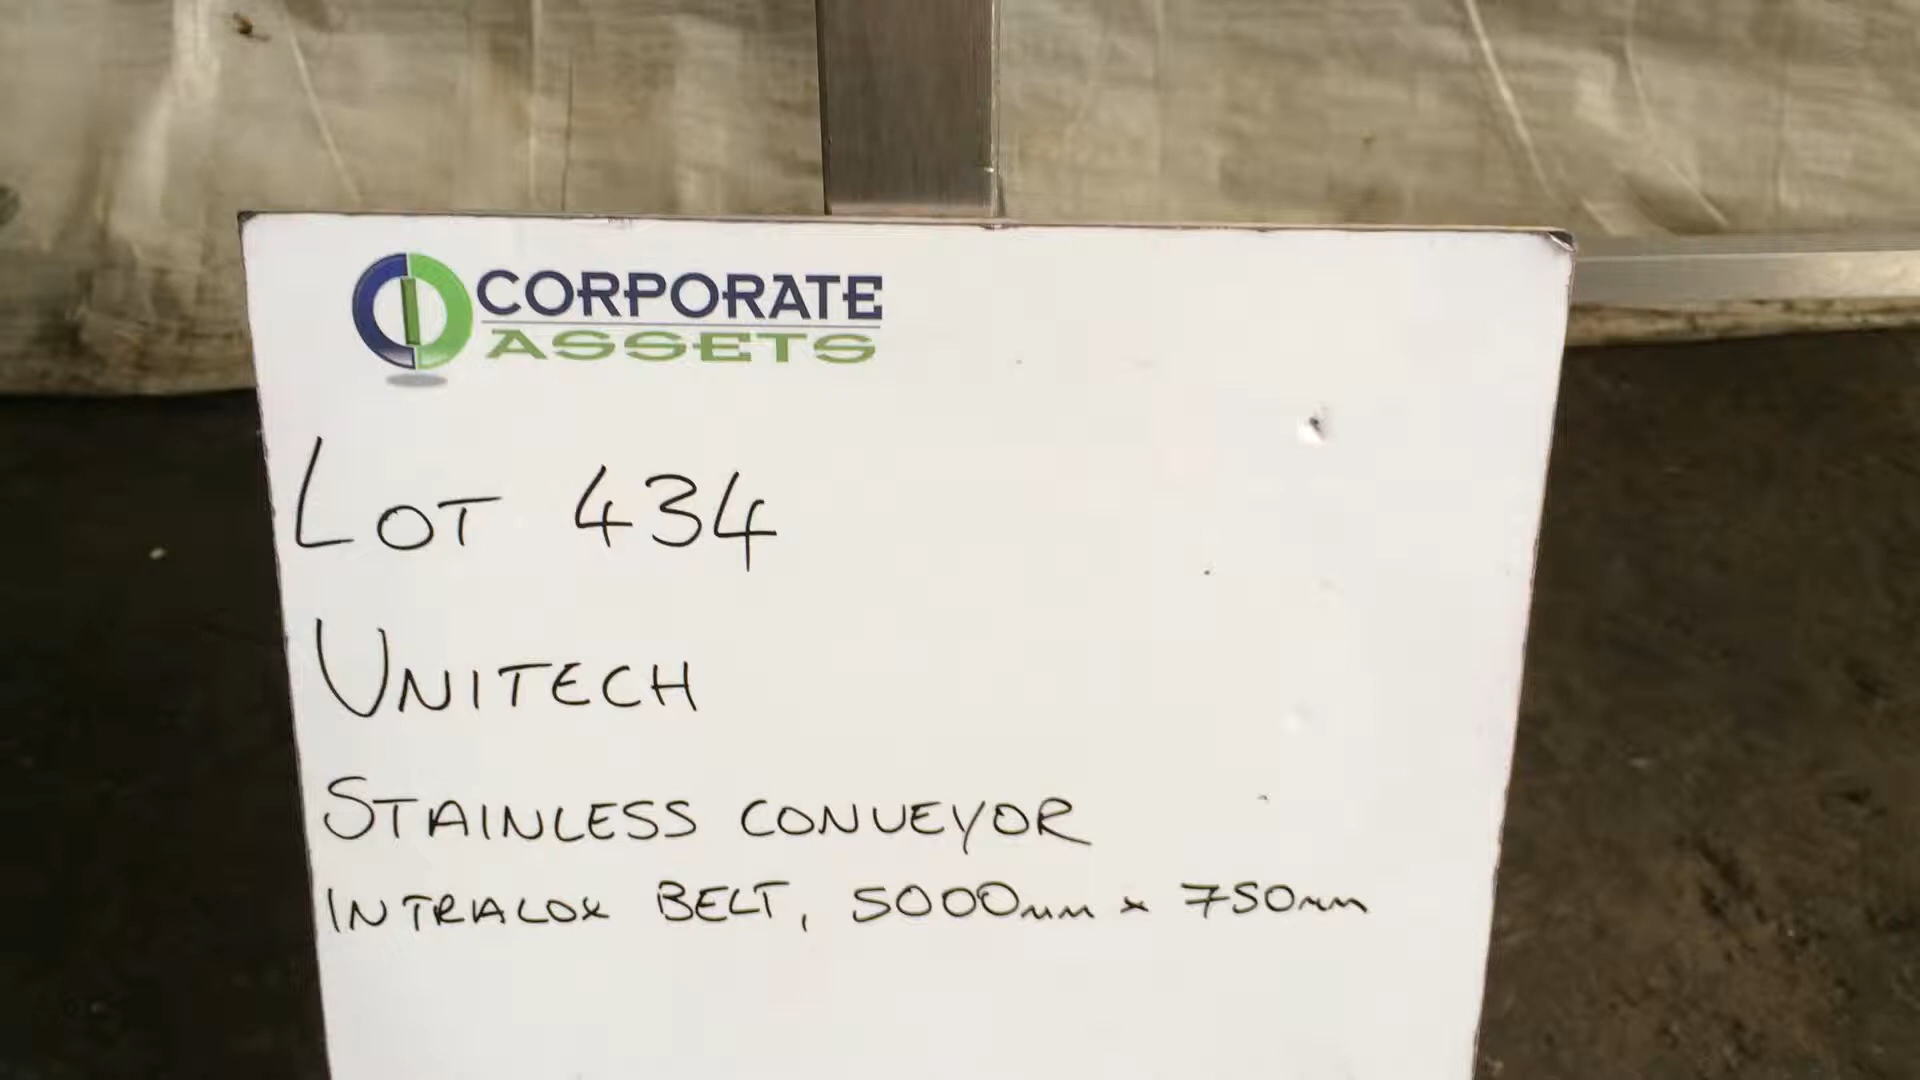 CORPORATE
ASSETS
LOT 434
UNITECH
STAINLESS CONVEYOR
INTRALOX BELT, 5000mm x 750mm